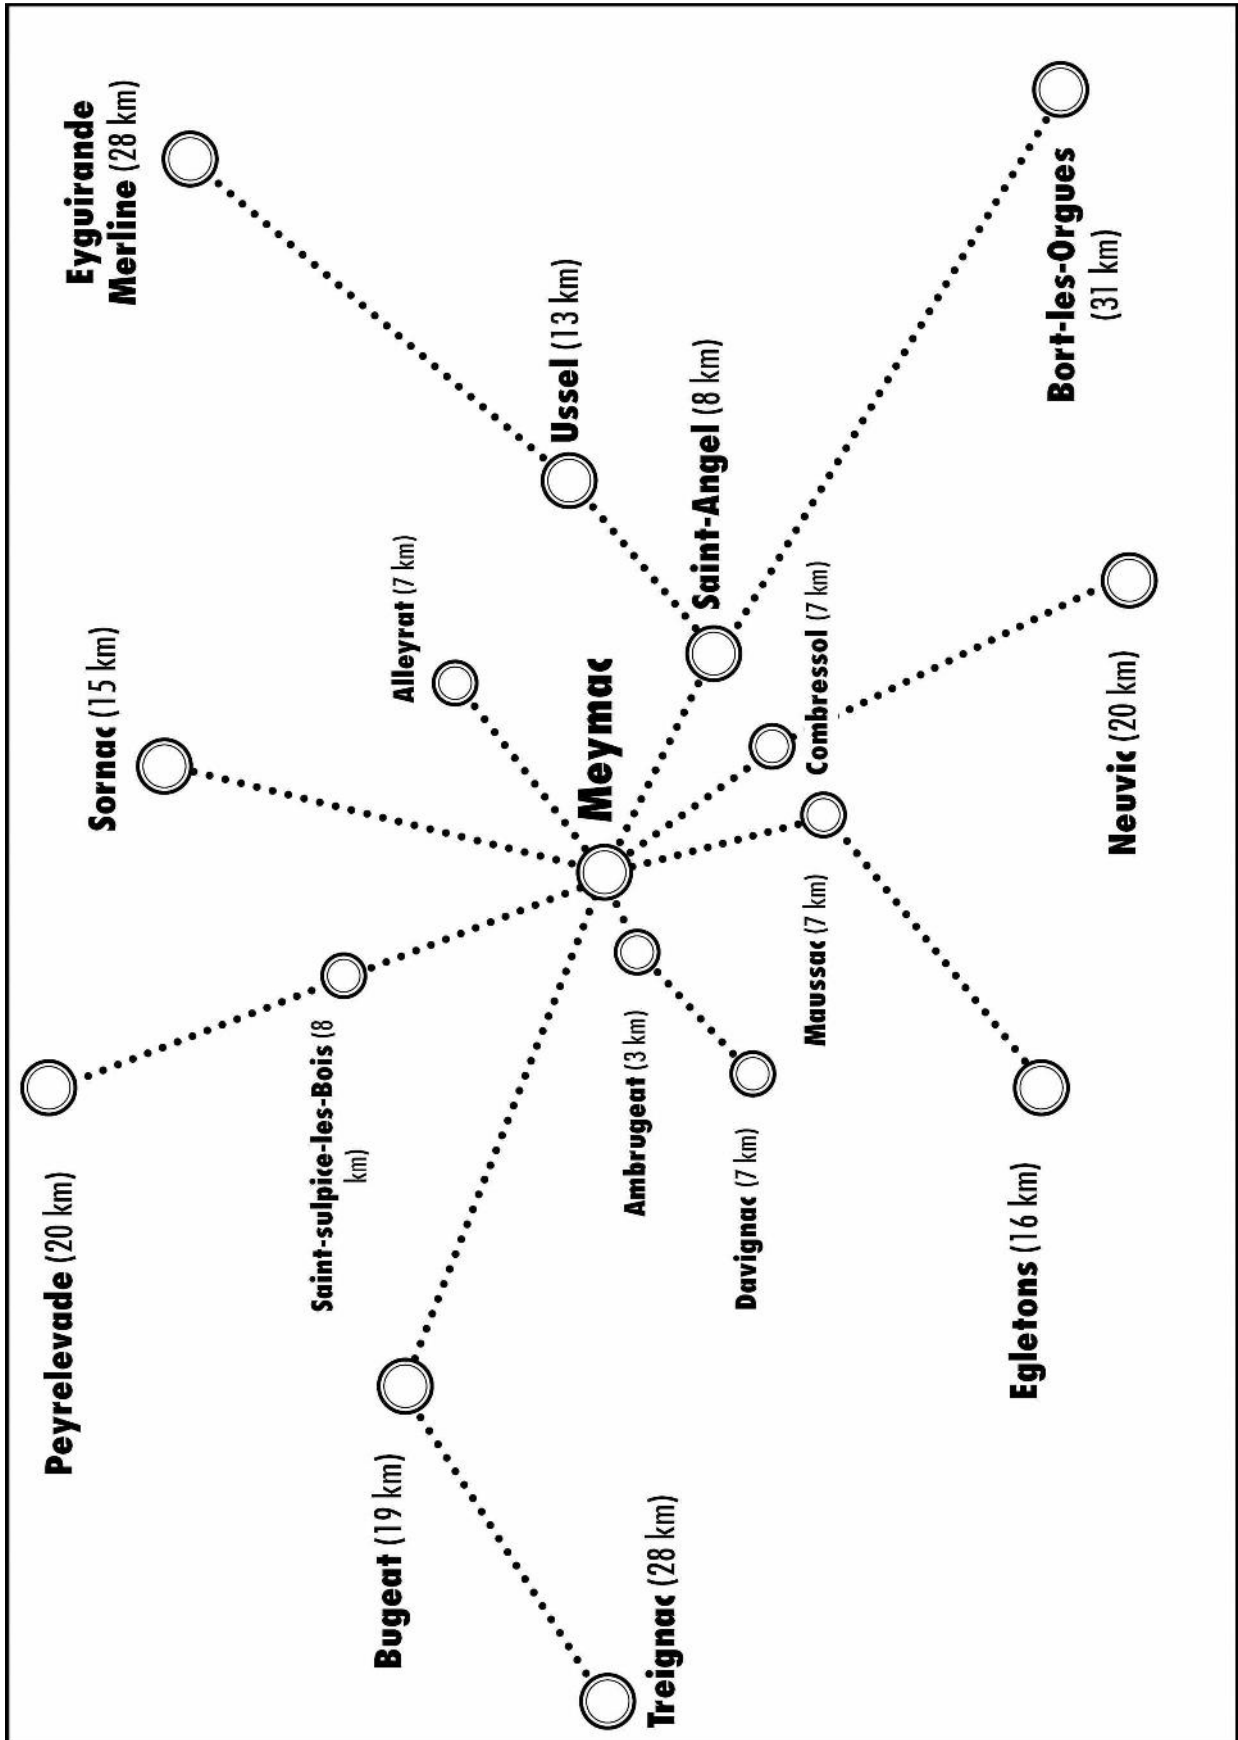 Peyrelevade (20 km)
Sornac (15 km)
Eyguirande
Merline (28 km)
Saint-sulpice-les-Bois (8
km)
Alleyrat (7 km)
Bugeat (19 km)
Ussel (13 km)
Meymac
Treignac (28 km)
Ambrugeat (3 km)
Saint-Angel (8 km)
Davignac (7 km)
Maussac (7 km)
Combressol (7 km)
Egletons (16 km)
Bort-les-Orgues
(31 km)
Neuvic (20 km)